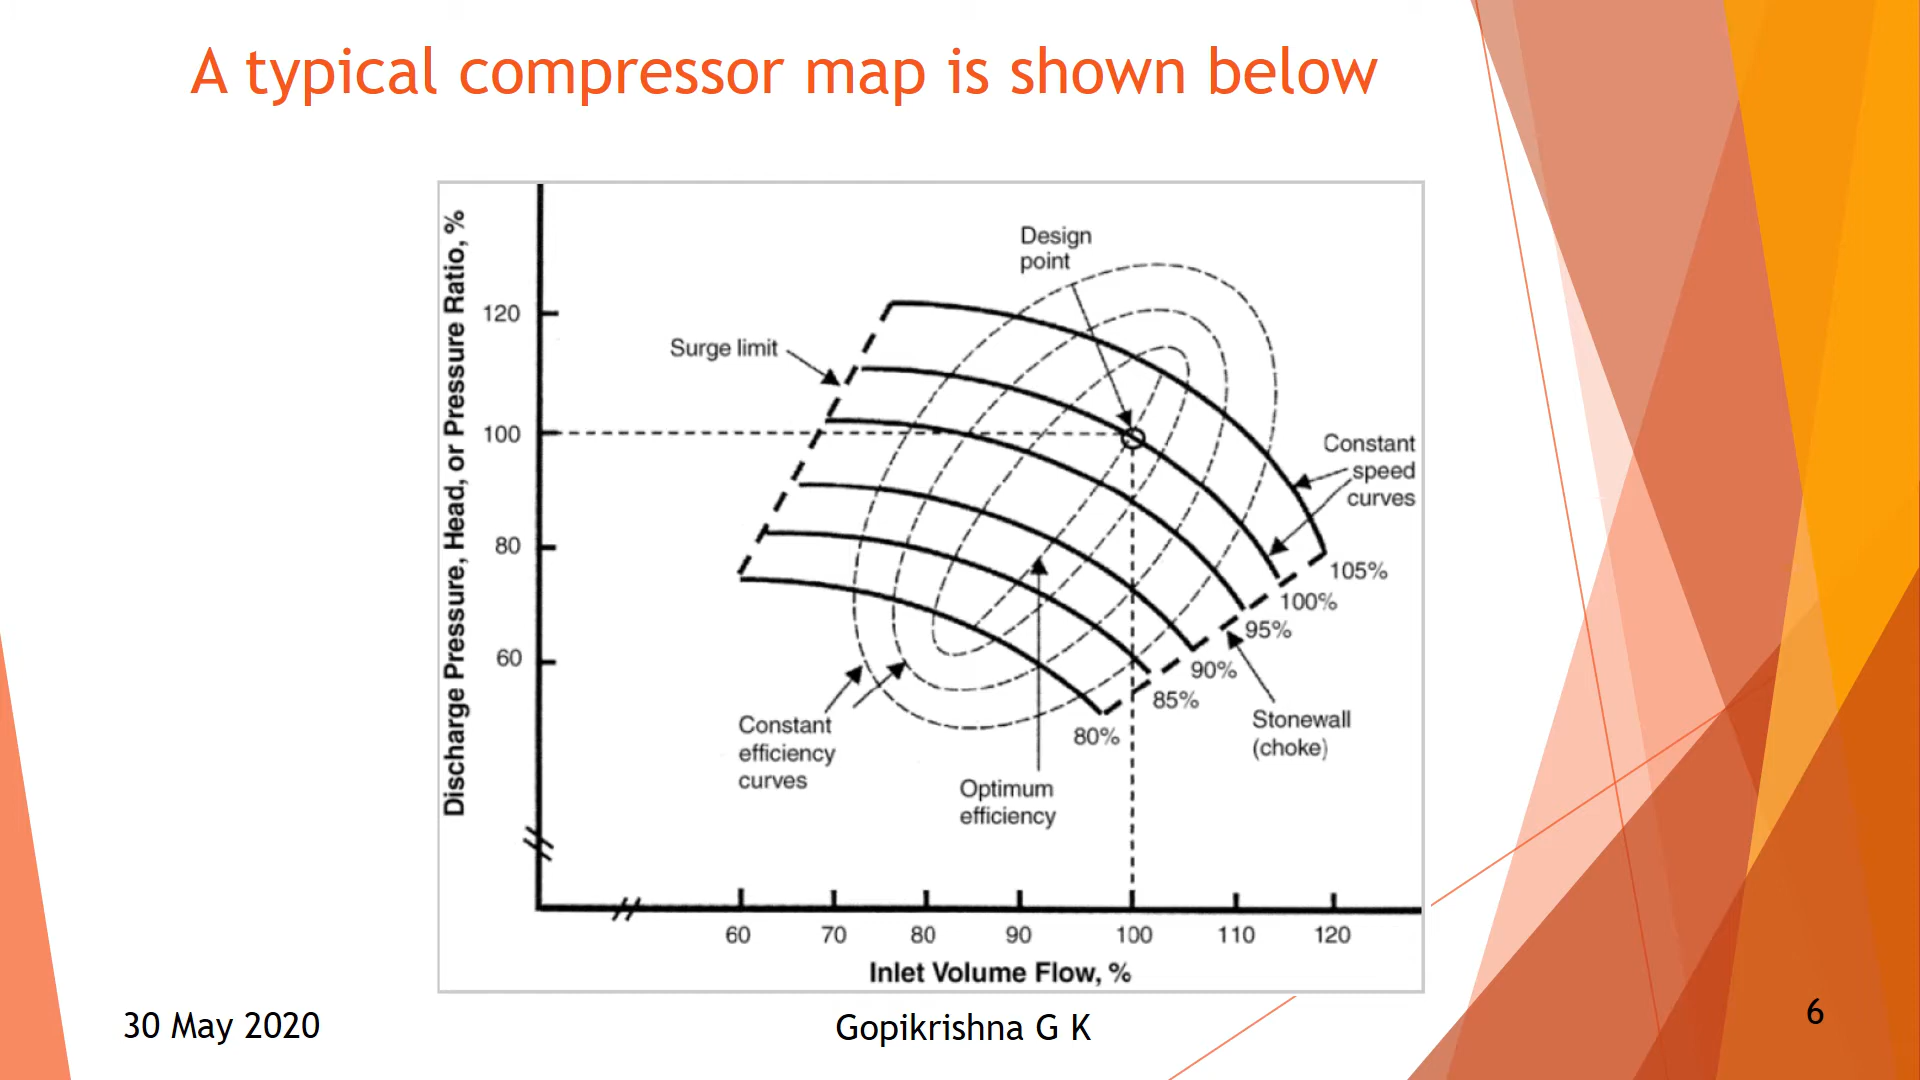 A typical compressor map is shown below
Discharge Pressure, Head, or Pressure Ratio, %
120
100
80
60
Design
point
Surge limit
Constant
speed
curves
105%
100%
95%
90%
85%
80%
Stonewall
(choke)
Constant
efficiency
curves
Optimum
efficiency
60 70 80 90 100 110 120
Inlet Volume Flow, %
30 May 2020
Gopikrishna G K
6